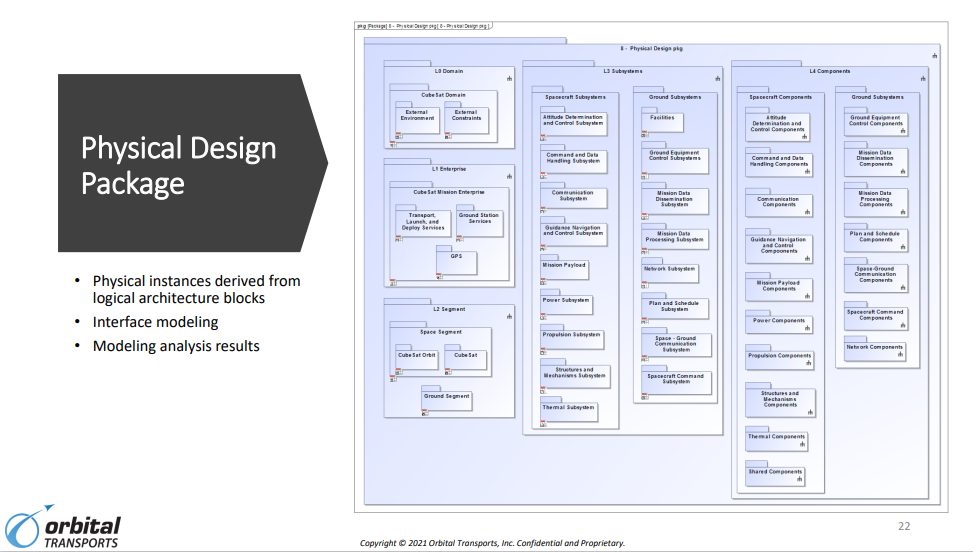 Physical Design
Package
• Physical instances derived from
logical architecture blocks
• Interface modeling
• Modeling analysis results
pkg [Package] 8 - Physical Design pkg [ 8 - Physical Design pkg ]
8 - Physical Design pkg
L0 Domain
CubeSat Domain
External
Environment
External
Constraints
L1 Enterprise
CubeSat Mission Enterprise
Transport,
Launch, and
Deploy Services
Ground Station
Services
GPS
L2 Segment
Space Segment
CubeSat Orbit
CubeSat
Ground Segment
L3 Subsystems
Spacecraft Subsystems
Attitude Determination
and Control Subsystem
Command and Data
Handling Subsystem
Communication
Subsystem
Guidance Navigation
and Control Subsystem
Mission Payload
Power Subsystem
Propulsion Subsystem
Structures and
Mechanisms Subsystem
Thermal Subsystem
Ground Subsystems
Facilities
Ground Equipment
Control Subsystems
Mission Data
Dissemination
Subsystem
Mission Data
Processing Subsystem
Network Subsystem
Plan and Schedule
Subsystem
Space - Ground
Communication
Subsystem
Spacecraft Command
Subsystem
L4 Components
Spacecraft Components
Attitude
Determination and
Control Components
Command and Data
Handling Components
Communication
Components
Guidance Navigation
and Control
Components
Mission Payload
Components
Power Components
Propulsion Components
Structures and
Mechanisms
Components
Thermal Components
Shared Components
Ground Subsystems
Ground Equipment
Control Components
Mission Data
Dissemination
Components
Mission Data
Processing
Components
Plan and Schedule
Components
Space-Ground
Communication
Components
Spacecraft Command
Components
Network Components
orbital
TRANSPORTS
Copyright © 2021 Orbital Transports, Inc. Confidential and Proprietary.
22